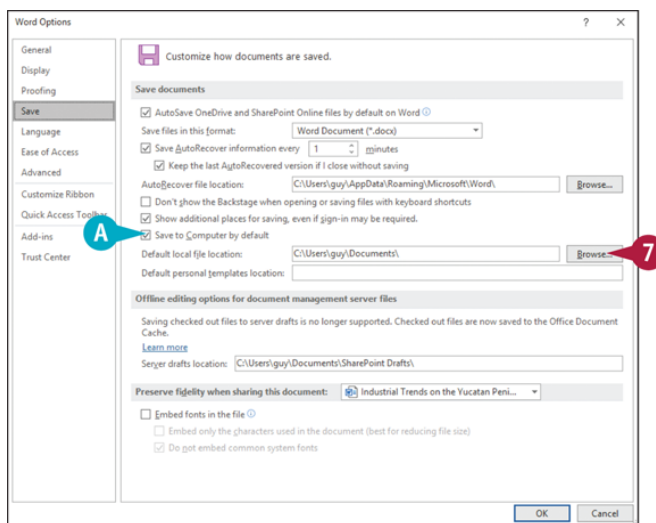 Word Options ? ×
General
Display
Proofing
Save
Language
Ease of Access
Advanced
Customize Ribbon
Quick Access Toolbar
Add-ins
Trust Center
Customize how documents are saved.
Save documents
AutoSave OneDrive and SharePoint Online files by default on Word
Save files in this format: Word Document (*.docx)
Save AutoRecover information every 1 minutes
Keep the last AutoRecovered version if I close without saving
AutoRecover file location: C:\Users\guy\AppData\Roaming\Microsoft\Word\ Browse...
Don't show the Backstage when opening or saving files with keyboard shortcuts
Show additional places for saving, even if sign-in may be required.
A Save to Computer by default
Default local file location: C:\Users\guy\Documents\ Browse... 7
Default personal templates location:
Offline editing options for document management server files
Saving checked out files to server drafts is no longer supported. Checked out files are now saved to the Office Document
Cache.
Learn more
Server drafts location: C:\Users\guy\Documents\SharePoint Drafts\
Preserve fidelity when sharing this document: Industrial Trends on the Yucatan Peni...
Embed fonts in the file
Embed only the characters used in the document (best for reducing file size)
Do not embed common system fonts
OK Cancel